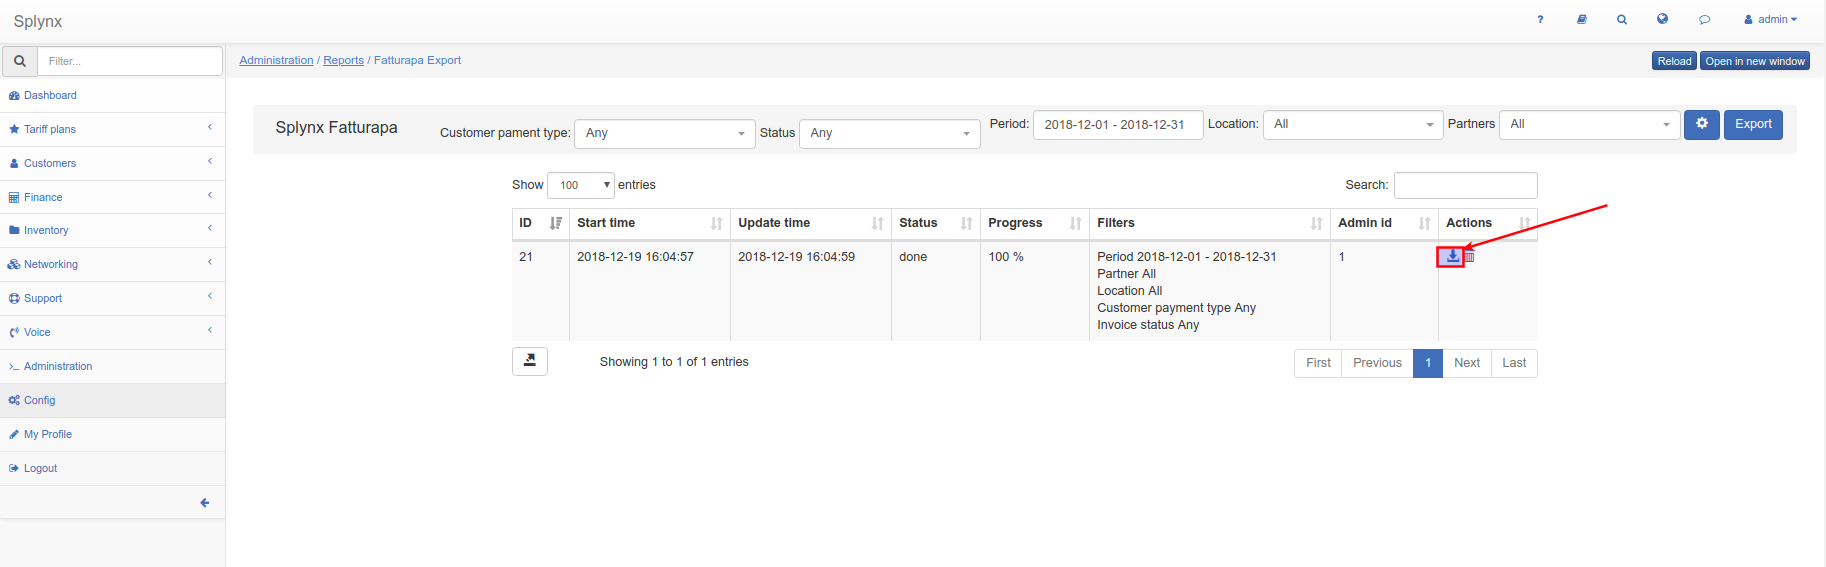 Splynx
? admin
Filter...
Administration / Reports / Fatturapa Export
Reload Open in new window
Dashboard
Tariff plans
Customers
Finance
Inventory
Networking
Support
Voice
Administration
Config
My Profile
Logout
Splynx Fatturapa Customer pament type: Any Status Any Period: 2018-12-01 - 2018-12-31 Location: All Partners All Export
Show 100 entries Search:
ID Start time Update time Status Progress Filters Admin id Actions
21 2018-12-19 16:04:57 2018-12-19 16:04:59 done 100 % Period 2018-12-01 - 2018-12-31 1
Partner All
Location All
Customer payment type Any
Invoice status Any
Showing 1 to 1 of 1 entries First Previous 1 Next Last